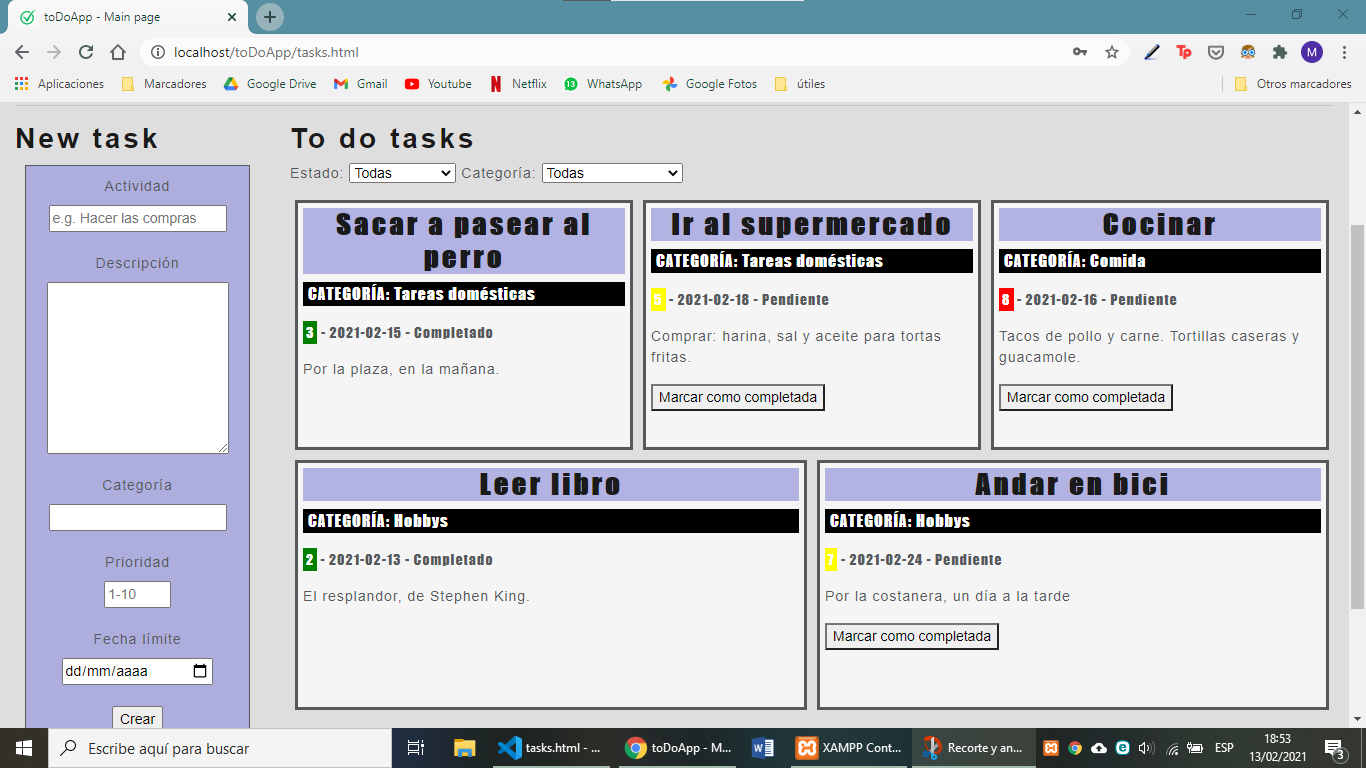 toDoApp - Main page
localhost/toDoApp/tasks.html
M
Aplicaciones Marcadores Google Drive Gmail Youtube Netflix 13 WhatsApp Google Fotos útiles Otros marcadores
New task
Actividad
e.g. Hacer las compras
Descripción
Categoría
Prioridad
1-10
Fecha límite
dd/mm/aaaa
Crear
To do tasks
Estado: Todas Categoría: Todas
Sacar a pasear al
perro
CATEGORÍA: Tareas domésticas
3 - 2021-02-15 - Completado
Por la plaza, en la mañana.
Ir al supermercado
CATEGORÍA: Tareas domésticas
5 - 2021-02-18 - Pendiente
Comprar: harina, sal y aceite para tortas
fritas.
Marcar como completada
Cocinar
CATEGORÍA: Comida
8 - 2021-02-16 - Pendiente
Tacos de pollo y carne. Tortillas caseras y
guacamole.
Marcar como completada
Leer libro
CATEGORÍA: Hobbys
2 - 2021-02-13 - Completado
El resplandor, de Stephen King.
Andar en bici
CATEGORÍA: Hobbys
7 - 2021-02-24 - Pendiente
Por la costanera, un día a la tarde
Marcar como completada
Escribe aquí para buscar
tasks.html - ...
toDoApp - M...
XAMPP Cont...
Recorte y an...
ESP
18:53
13/02/2021
3